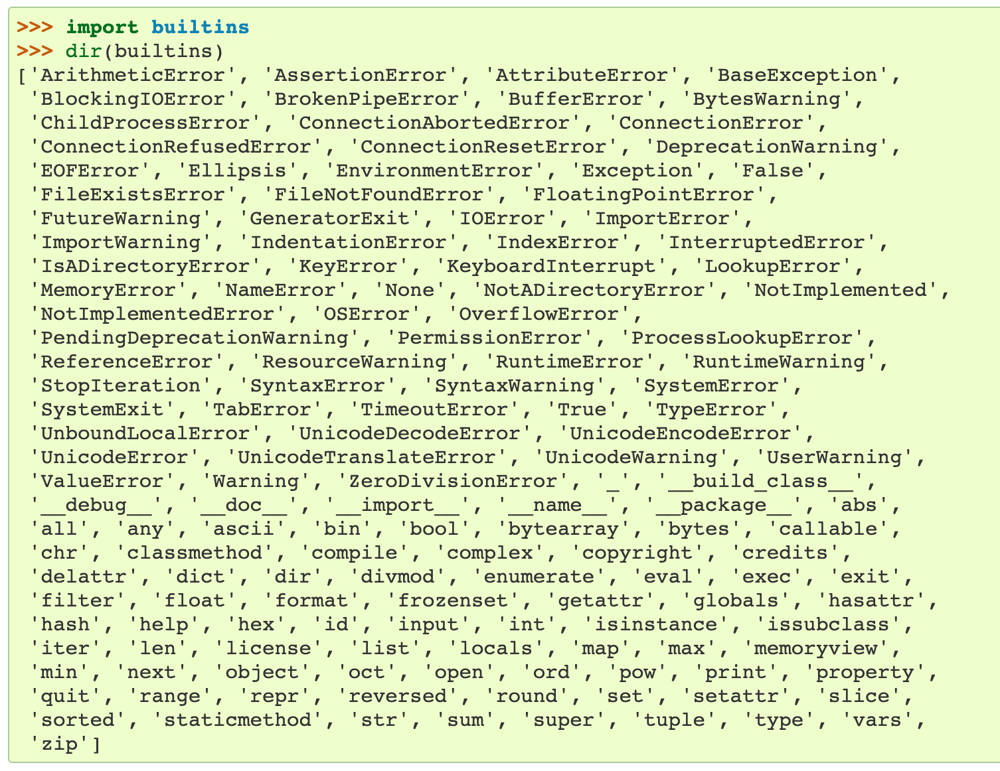 >>> import builtins
>>> dir(builtins)
['ArithmeticError', 'AssertionError', 'AttributeError', 'BaseException',
 'BlockingIOError', 'BrokenPipeError', 'BufferError', 'BytesWarning',
 'ChildProcessError', 'ConnectionAbortedError', 'ConnectionError',
 'ConnectionRefusedError', 'ConnectionResetError', 'DeprecationWarning',
 'EOFError', 'Ellipsis', 'EnvironmentError', 'Exception', 'False',
 'FileExistsError', 'FileNotFoundError', 'FloatingPointError',
 'FutureWarning', 'GeneratorExit', 'IOError', 'ImportError',
 'ImportWarning', 'IndentationError', 'IndexError', 'InterruptedError',
 'IsADirectoryError', 'KeyError', 'KeyboardInterrupt', 'LookupError',
 'MemoryError', 'NameError', 'None', 'NotADirectoryError', 'NotImplemented',
 'NotImplementedError', 'OSError', 'OverflowError',
 'PendingDeprecationWarning', 'PermissionError', 'ProcessLookupError',
 'ReferenceError', 'ResourceWarning', 'RuntimeError', 'RuntimeWarning',
 'StopIteration', 'SyntaxError', 'SyntaxWarning', 'SystemError',
 'SystemExit', 'TabError', 'TimeoutError', 'True', 'TypeError',
 'UnboundLocalError', 'UnicodeDecodeError', 'UnicodeEncodeError',
 'UnicodeError', 'UnicodeTranslateError', 'UnicodeWarning', 'UserWarning',
 'ValueError', 'Warning', 'ZeroDivisionError', '_', '__build_class__',
 '__debug__', '__doc__', '__import__', '__name__', '__package__', 'abs',
 'all', 'any', 'ascii', 'bin', 'bool', 'bytearray', 'bytes', 'callable',
 'chr', 'classmethod', 'compile', 'complex', 'copyright', 'credits',
 'delattr', 'dict', 'dir', 'divmod', 'enumerate', 'eval', 'exec', 'exit',
 'filter', 'float', 'format', 'frozenset', 'getattr', 'globals', 'hasattr',
 'hash', 'help', 'hex', 'id', 'input', 'int', 'isinstance', 'issubclass',
 'iter', 'len', 'license', 'list', 'locals', 'map', 'max', 'memoryview',
 'min', 'next', 'object', 'oct', 'open', 'ord', 'pow', 'print', 'property',
 'quit', 'range', 'repr', 'reversed', 'round', 'set', 'setattr', 'slice',
 'sorted', 'staticmethod', 'str', 'sum', 'super', 'tuple', 'type', 'vars',
 'zip']